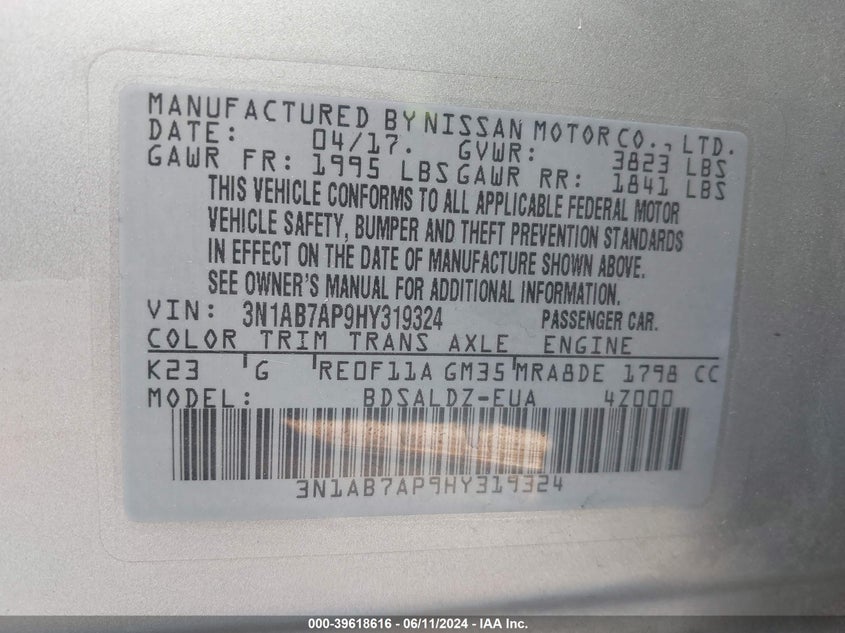 MANUFACTURED BY NISSAN MOTOR CO., LTD.
DATE: 04/17. GVWR: 3823 LBS
GAWR FR: 1995 LBS GAWR RR: 1841 LBS
THIS VEHICLE CONFORMS TO ALL APPLICABLE FEDERAL MOTOR
VEHICLE SAFETY, BUMPER AND THEFT PREVENTION STANDARDS
IN EFFECT ON THE DATE OF MANUFACTURE SHOWN ABOVE.
SEE OWNER'S MANUAL FOR ADDITIONAL INFORMATION.
VIN: 3N1AB7AP9HY319324 PASSENGER CAR.
COLOR TRIM TRANS AXLE ENGINE
K23 G RE0F11A GM35 MRA8DE 1798 CC
MODEL: BDSALDZ-EUA 4Z000
3N1AB7AP9HY319324
000-39618616 - 06/11/2024 - IAA Inc.